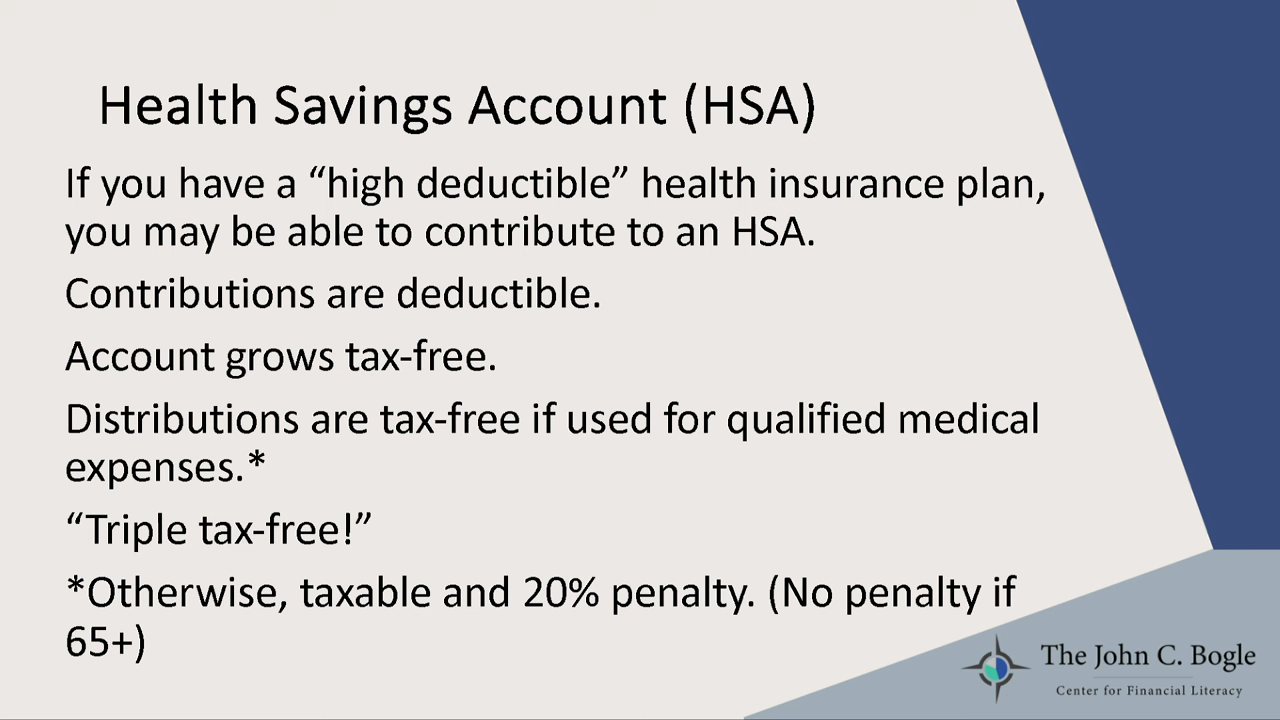 Health Savings Account (HSA)
If you have a “high deductible” health insurance plan,
you may be able to contribute to an HSA.
Contributions are deductible.
Account grows tax-free.
Distributions are tax-free if used for qualified medical
expenses.*
“Triple tax-free!”
*Otherwise, taxable and 20% penalty. (No penalty if
65+)
The John C. Bogle
Center for Financial Literacy